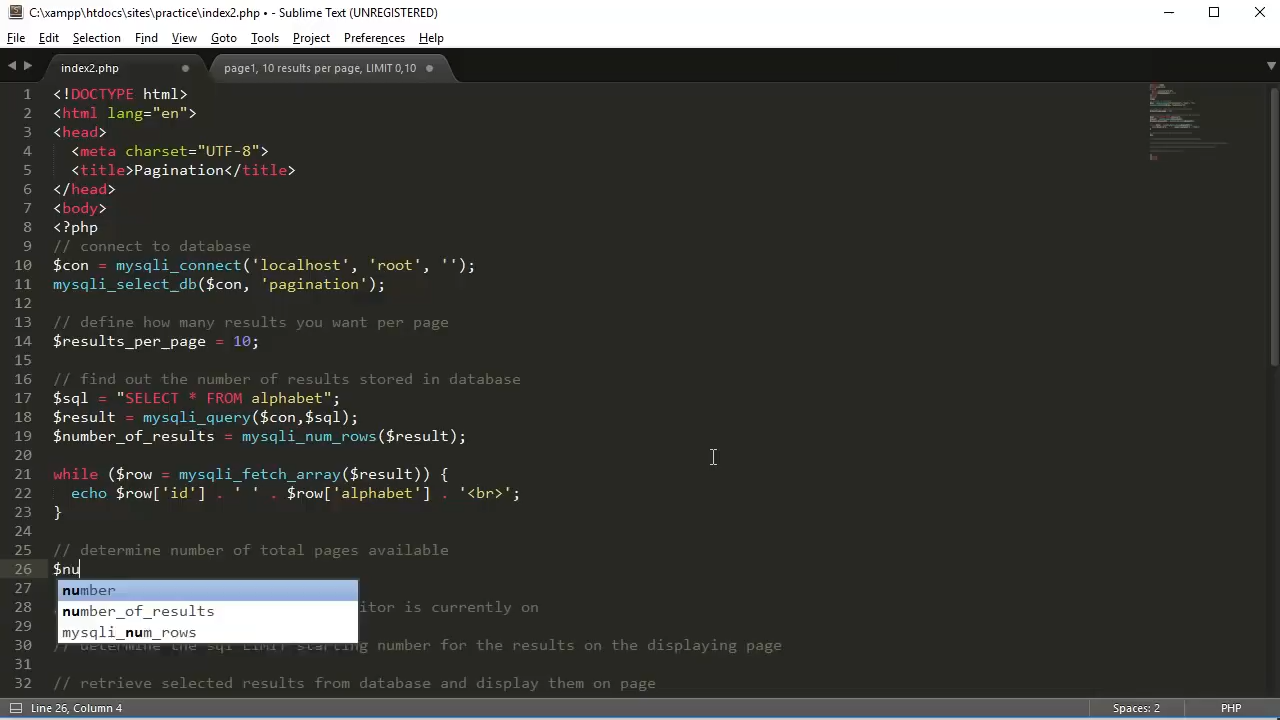 C:\xampp\htdocs\sites\practice\index2.php • - Sublime Text (UNREGISTERED)
File Edit Selection Find View Goto Tools Project Preferences Help
index2.php page1, 10 results per page, LIMIT 0,10
1 <!DOCTYPE html>
2 <html lang="en">
3 <head>
4 <meta charset="UTF-8">
5 <title>Pagination</title>
6 </head>
7 <body>
8 <?php
9 // connect to database
10 $con = mysqli_connect('localhost', 'root', '');
11 mysqli_select_db($con, 'pagination');
12
13 // define how many results you want per page
14 $results_per_page = 10;
15
16 // find out the number of results stored in database
17 $sql = "SELECT * FROM alphabet";
18 $result = mysqli_query($con,$sql);
19 $number_of_results = mysqli_num_rows($result);
20
21 while ($row = mysqli_fetch_array($result)) {
22 echo $row['id'] . ' ' . $row['alphabet'] . '<br>';
23 }
24
25 // determine number of total pages available
26 $nu
number
27
number_of_results
28 itor is currently on
29
mysqli_num_rows
30 // determine the sql LIMIT starting number for the results on the displaying page
31
32 // retrieve selected results from database and display them on page
Line 26, Column 4 Spaces: 2 PHP